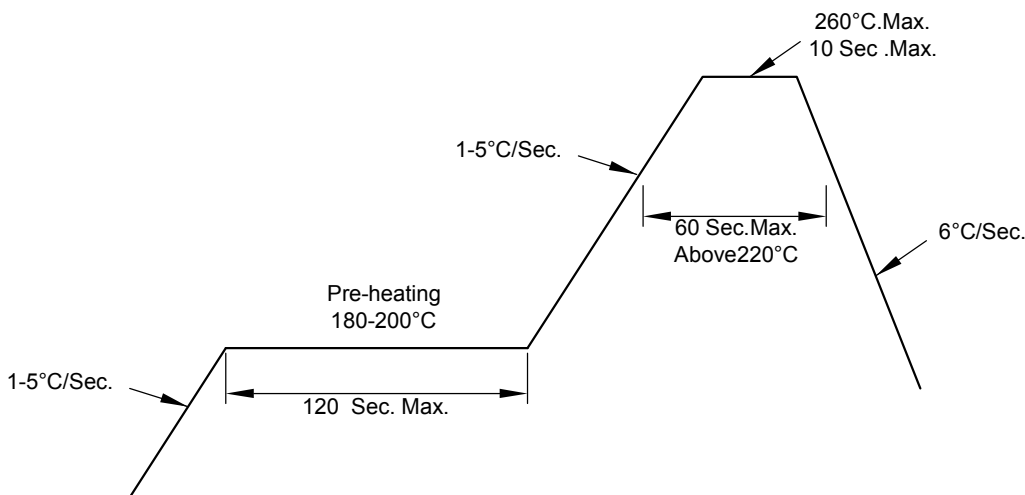 260°C.Max.
10 Sec .Max.
1-5°C/Sec.
60 Sec.Max.
Above220°C
6°C/Sec.
Pre-heating
180-200°C
1-5°C/Sec.
120 Sec. Max.